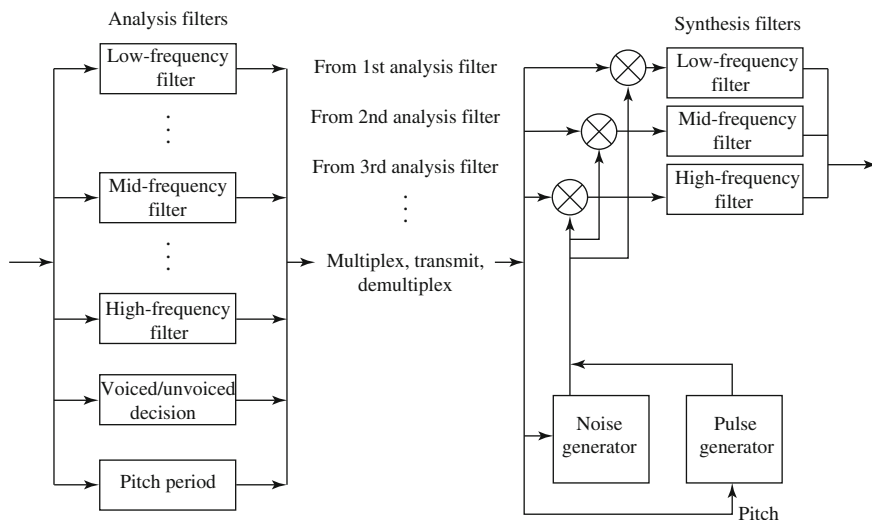 Analysis filters
Low-frequency
filter
Mid-frequency
filter
High-frequency
filter
Voiced/unvoiced
decision
Pitch period
From 1st analysis filter
From 2nd analysis filter
From 3rd analysis filter
Multiplex, transmit,
demultiplex
Synthesis filters
Low-frequency
filter
Mid-frequency
filter
High-frequency
filter
Noise
generator
Pulse
generator
Pitch